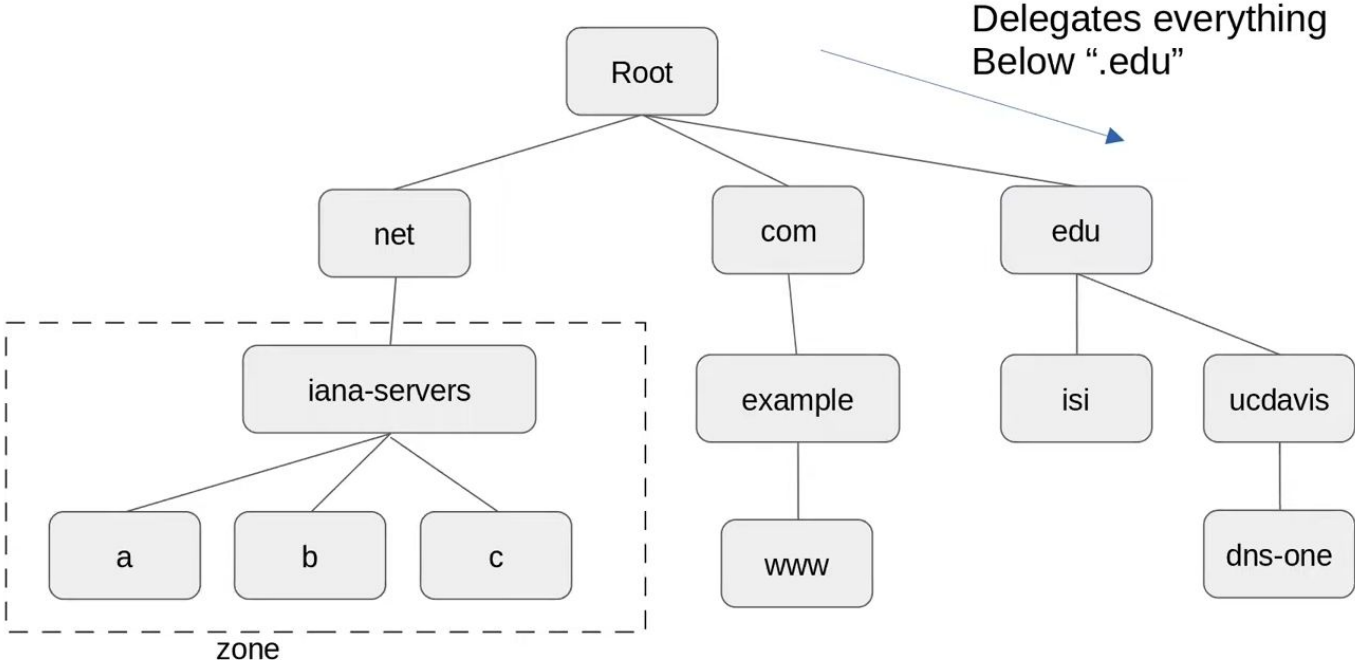 Delegates everything
Below “.edu”
Root
net
com
edu
iana-servers
example
isi
ucdavis
a
b
c
www
dns-one
zone